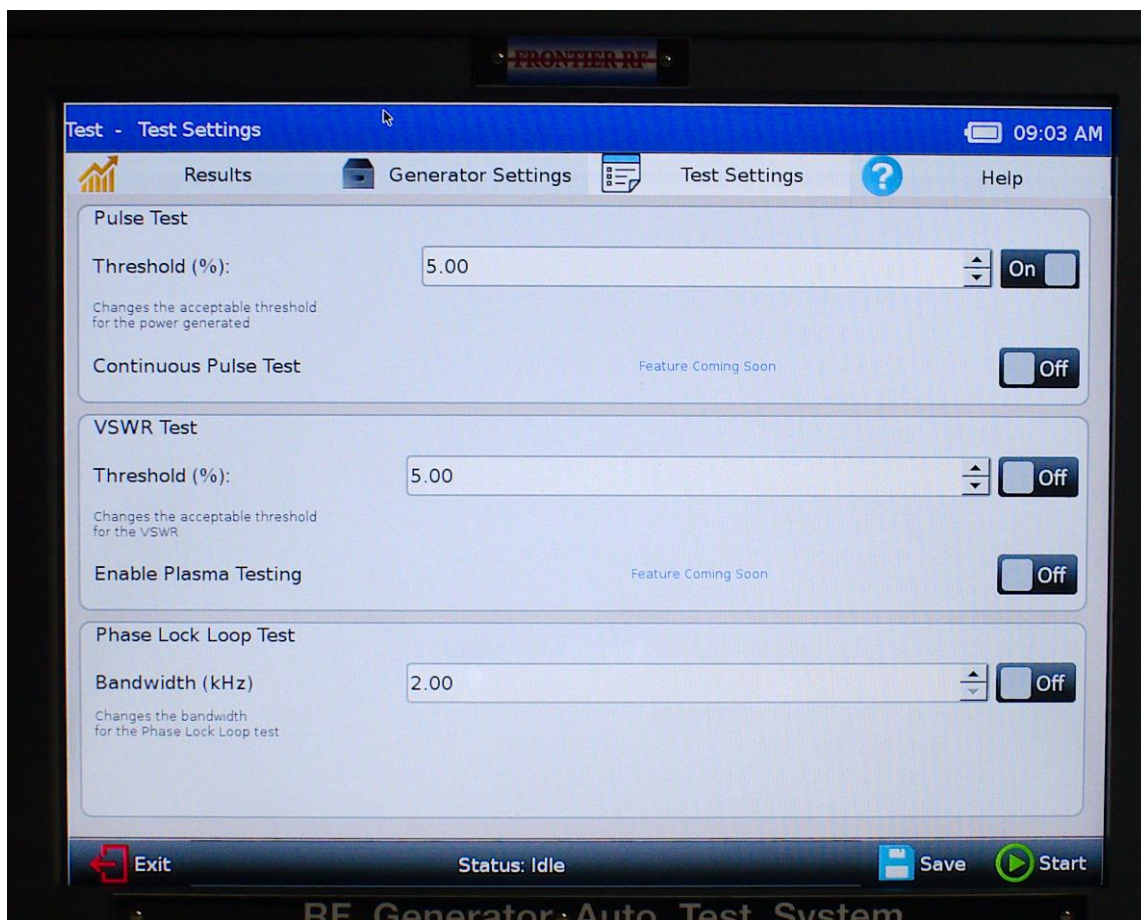 FRONTIER RF
Test - Test Settings
09:03 AM
Results
Generator Settings
Test Settings
Help
Pulse Test
Threshold (%):
5.00
On
Changes the acceptable threshold
for the power generated
Continuous Pulse Test
Feature Coming Soon
Off
VSWR Test
Threshold (%):
5.00
Off
Changes the acceptable threshold
for the VSWR
Enable Plasma Testing
Feature Coming Soon
Off
Phase Lock Loop Test
Bandwidth (kHz)
2.00
Off
Changes the bandwidth
for the Phase Lock Loop test
Exit
Status: Idle
Save
Start
RF Generator Auto Test System